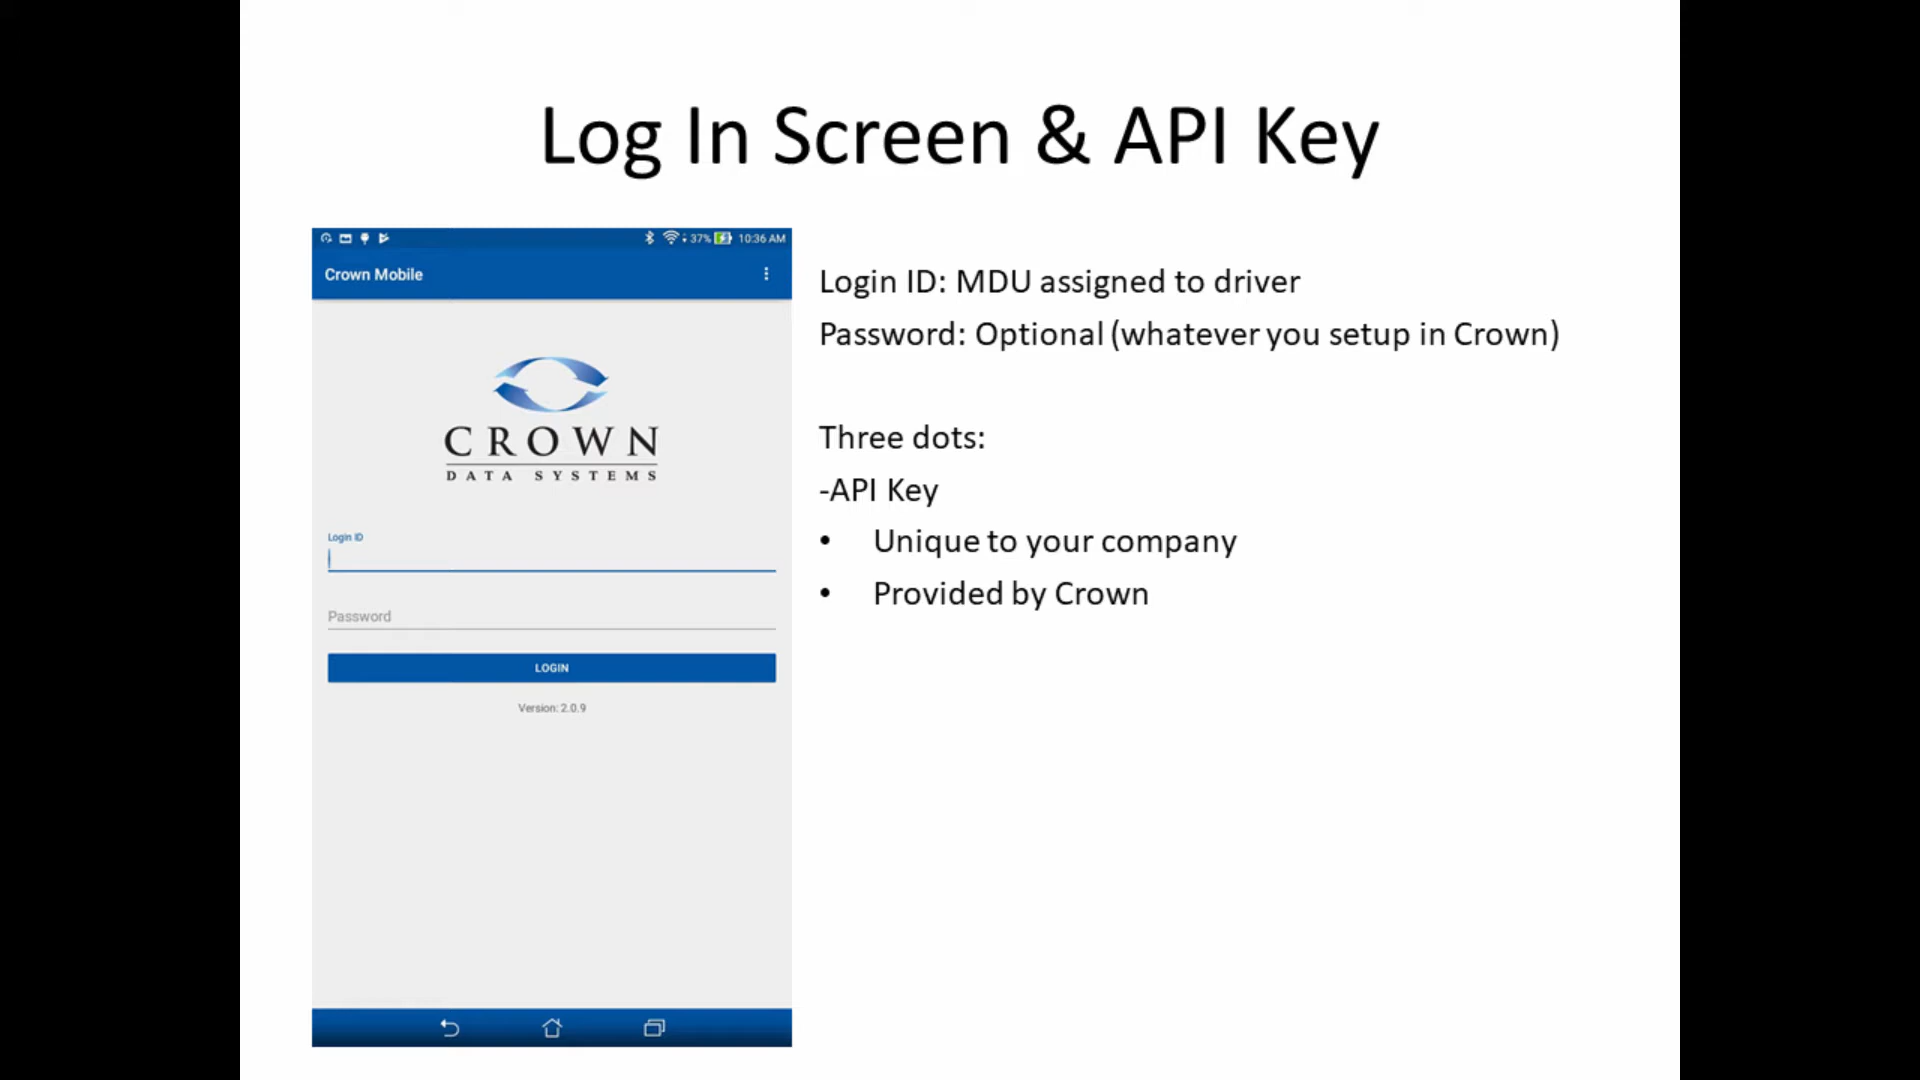 Log In Screen & API Key
37% 10:36 AM
Crown Mobile
CROWN
DATA SYSTEMS
Login ID
Password
LOGIN
Version: 2.0.9
Login ID: MDU assigned to driver
Password: Optional (whatever you setup in Crown)
Three dots:
-API Key
• Unique to your company
• Provided by Crown